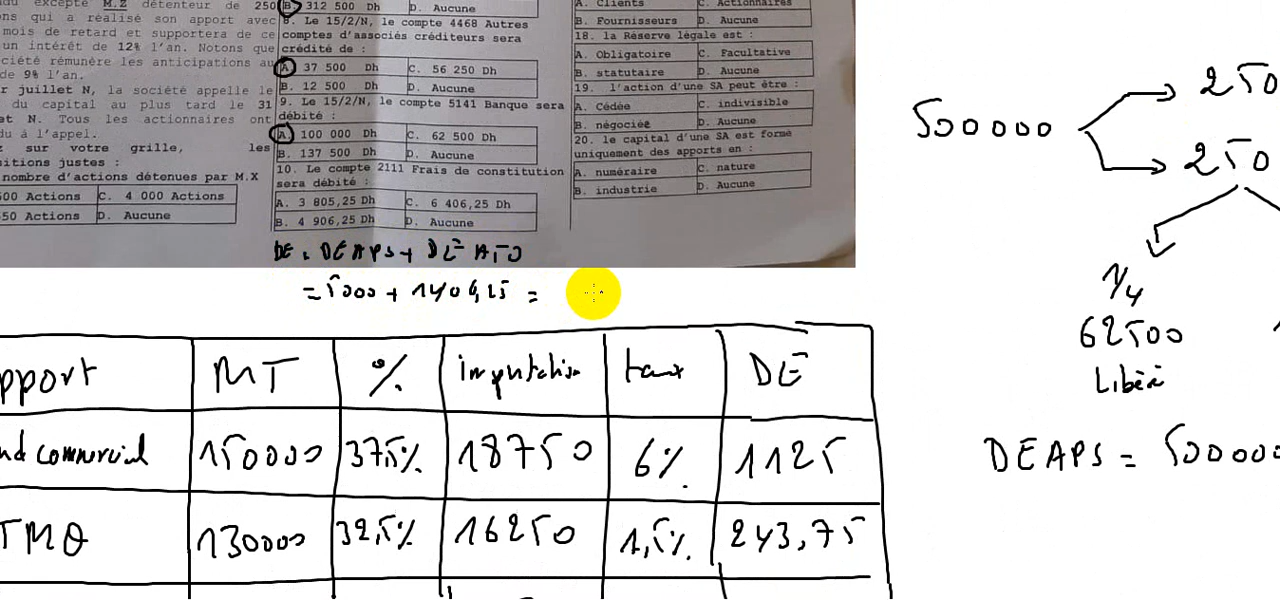 du excepté M.Z détenteur de 250
ns qui a réalisé son apport avec
mois de retard et supportera de ce
un intérêt de 12% l'an. Notons que
ciété rémunère les anticipations au
de 9% l'an.
r juillet N, la société appelle le
du capital au plus tard le 31
et N. Tous les actionnaires ont
du à l'appel.
z sur votre grille, les
sitions justes :
nombre d'actions détenues par M.X
500 Actions C. 4 000 Actions
50 Actions D. Aucune
B. 312 500 Dh D. Aucune
8. Le 15/2/N, le compte 4468 Autres
comptes d'associés créditeurs sera
crédité de :
A. 37 500 Dh C. 56 250 Dh
B. 12 500 Dh D. Aucune
9. Le 15/2/N, le compte 5141 Banque sera
débité :
A. 100 000 Dh C. 62 500 Dh
B. 137 500 Dh D. Aucune
10. Le compte 2111 Frais de constitution
sera débité :
A. 3 805,25 Dh C. 6 406,25 Dh
B. 4 906,25 Dh D. Aucune
A. Clients C. Actionnaires
B. Fournisseurs D. Aucune
18. la Réserve légale est :
A. Obligatoire C. Facultative
B. statutaire D. Aucune
19. l'action d'une SA peut être :
A. Cédée C. indivisible
B. négociée D. Aucune
20. le capital d'une SA est formé
uniquement des apports en :
A. numéraire C. nature
B. industrie D. Aucune
DE = DEAPS + DE ATO
= 5000 + 1406,25 =
pport MT % imputation taux DE
nd commercial 150000 37,5% 18750 6% 1125
TMO 130000 32,5% 16250 1,5% 243,75
500000
250
250
1/4
62500
Libéré
DEAPS = 500000